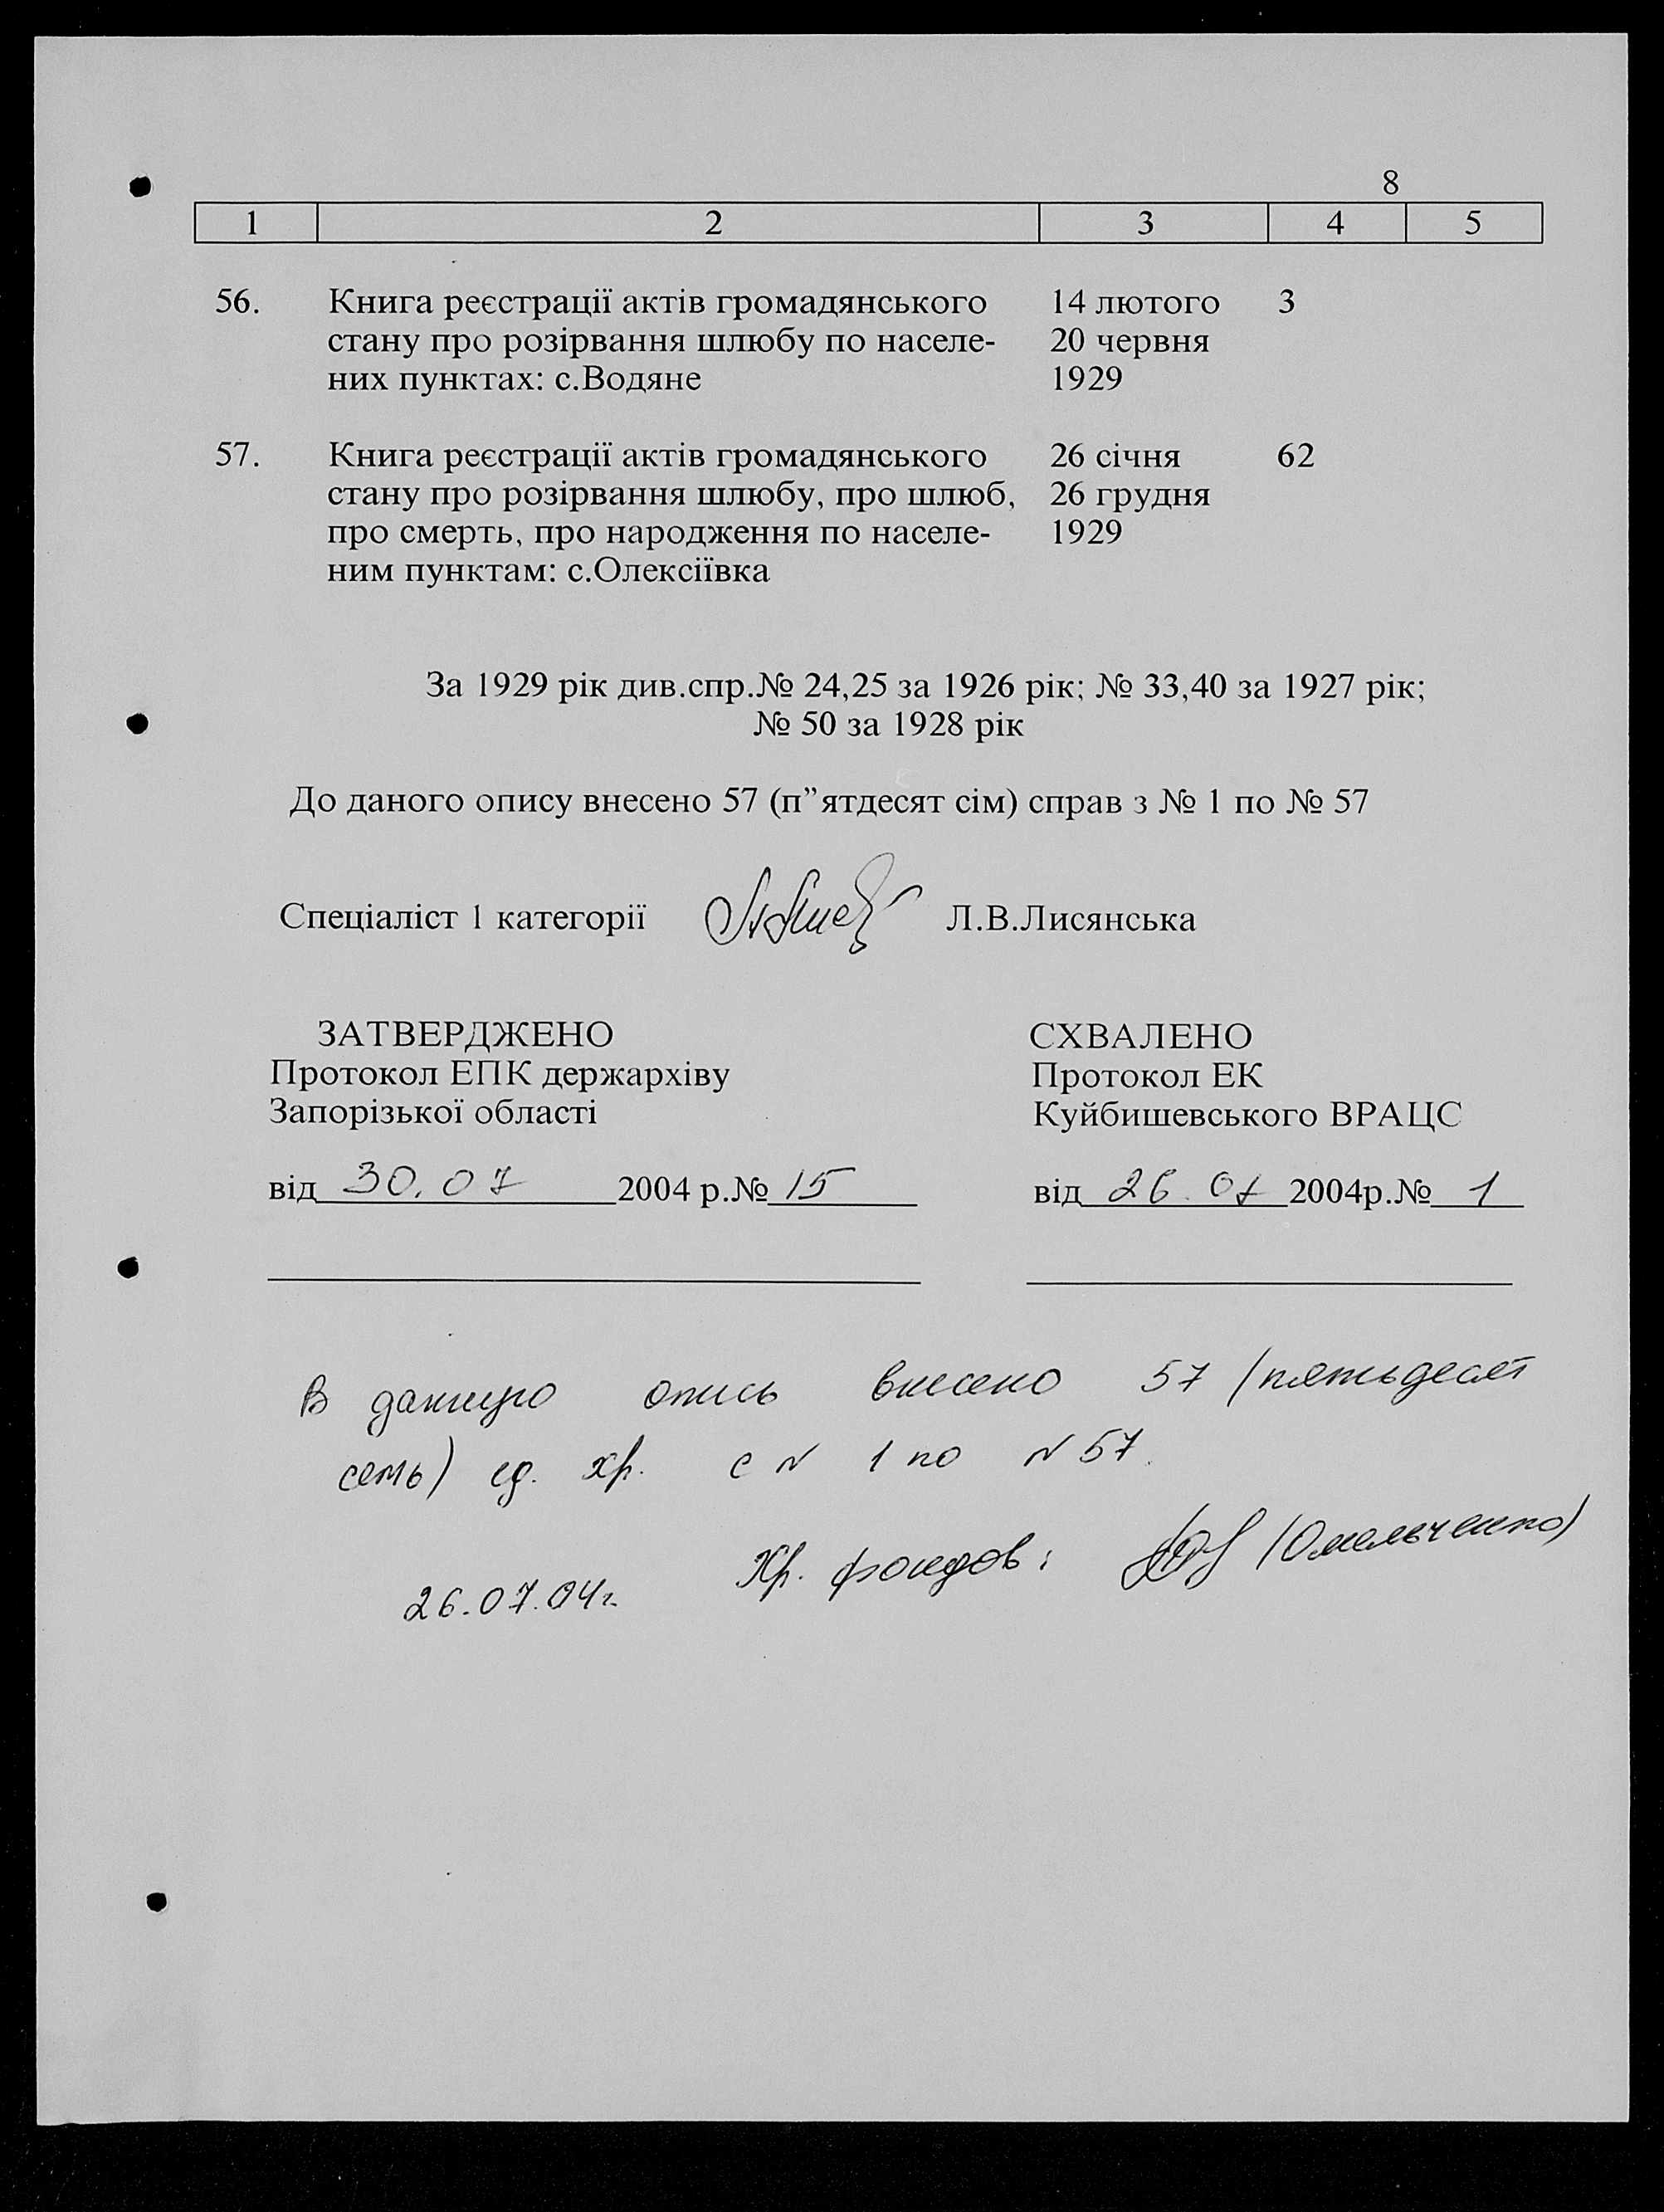 8
1 2 3 4 5
56. Книга реєстрації актів громадянського 14 лютого 3
стану про розірвання шлюбу по населе- 20 червня
них пунктах: с.Водяне 1929
57. Книга реєстрації актів громадянського 26 січня 62
стану про розірвання шлюбу, про шлюб, 26 грудня
про смерть, про народження по населе- 1929
ним пунктам: с.Олексіївка
За 1929 рік див.спр.№ 24,25 за 1926 рік; № 33,40 за 1927 рік;
№ 50 за 1928 рік
До даного опису внесено 57 (п”ятдесят сім) справ з № 1 по № 57
Спеціаліст 1 категорії Л.В.Лисянська
ЗАТВЕРДЖЕНО СХВАЛЕНО
Протокол ЕПК держархіву Протокол ЕК
Запорізької області Куйбишевського ВРАЦС
від 30.07 2004 р.№ 15 від 26.07 2004р.№ 1
В данную опись внесено 57 (пятьдесят
семь) ед. хр. с N 1 по N 57.
Хр. фондов: (Омельченко)
26.07.04г.